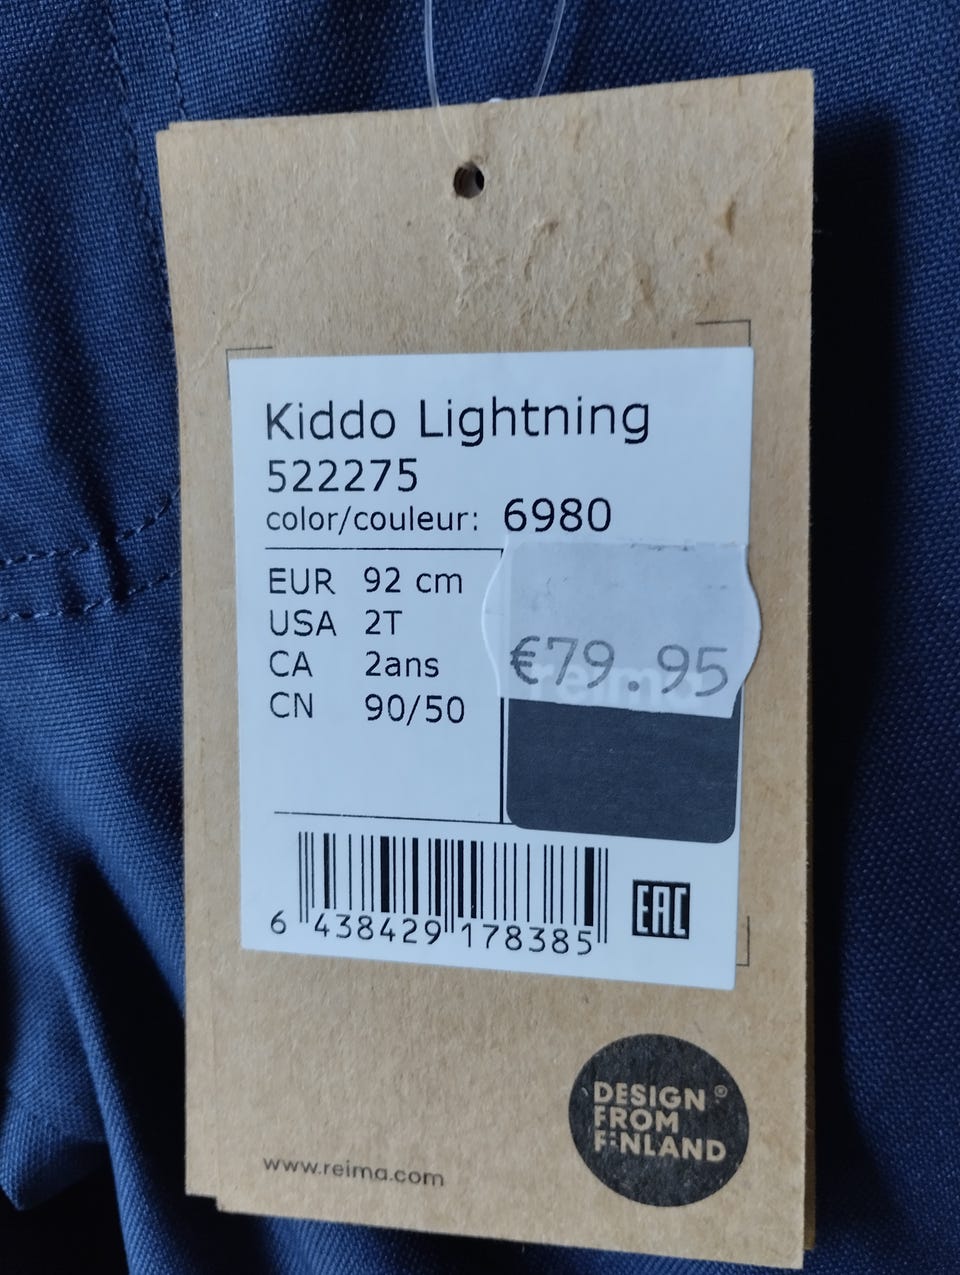 Kiddo Lightning
522275
color/couleur: 6980
EUR 92 cm
USA 2T
CA 2ans
CN 90/50
€79.95
reima
6 438429 178385
EAC
DESIGN®
FROM
FINLAND
www.reima.com